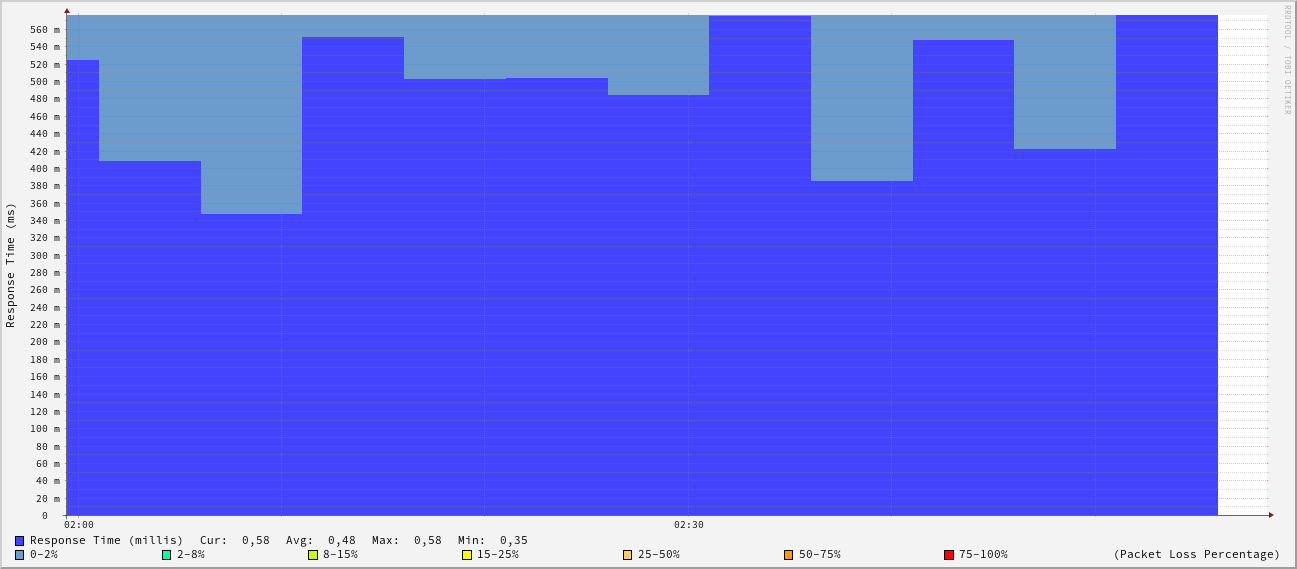 RRDTOOL / TOBI OETIKER
Response Time (ms)
560 m
540 m
520 m
500 m
480 m
460 m
440 m
420 m
400 m
380 m
360 m
340 m
320 m
300 m
280 m
260 m
240 m
220 m
200 m
180 m
160 m
140 m
120 m
100 m
80 m
60 m
40 m
20 m
0
02:00 02:30
Response Time (millis) Cur: 0,58 Avg: 0,48 Max: 0,58 Min: 0,35
0-2% 2-8% 8-15% 15-25% 25-50% 50-75% 75-100% (Packet Loss Percentage)